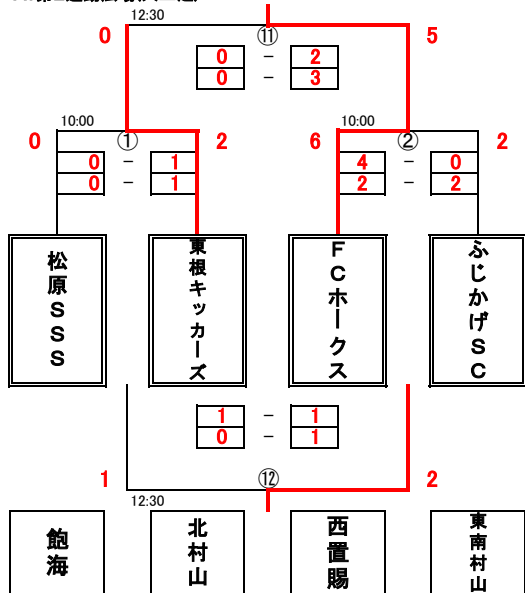 12:30
0 ⑪ 5
0 － 2
0 － 3
10:00 10:00
0 ① 2 6 ② 2
0 － 1 4 － 0
0 － 1 2 － 2
松原ＳＳＳ
東根キッカーズ
ＦＣホークス
ふじかげＳＣ
1 － 1
0 － 1
1 ⑫ 2
12:30
飽海
北村山
西置賜
東南村山